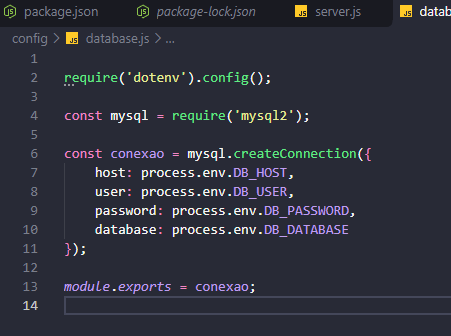 package.json package-lock.json server.js datab
config > database.js > ...
1
2 require('dotenv').config();
3
4 const mysql = require('mysql2');
5
6 const conexao = mysql.createConnection({
7 host: process.env.DB_HOST,
8 user: process.env.DB_USER,
9 password: process.env.DB_PASSWORD,
10 database: process.env.DB_DATABASE
11 });
12
13 module.exports = conexao;
14